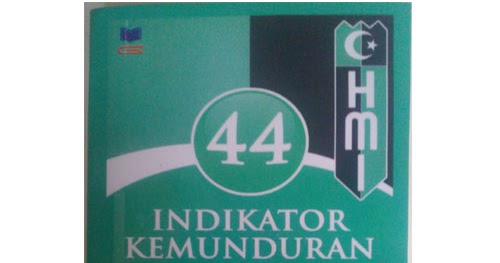 HMI
44
INDIKATOR
KEMUNDURAN